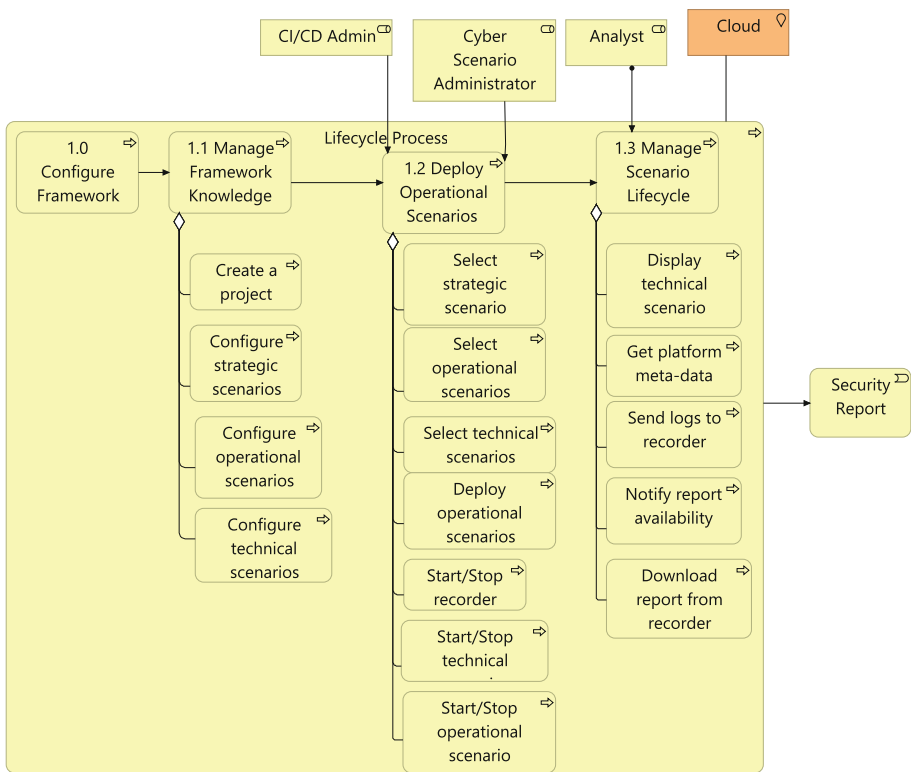 CI/CD Admin
Cyber
Scenario
Administrator
Analyst
Cloud
Lifecycle Process
1.0
Configure
Framework
1.1 Manage
Framework
Knowledge
1.2 Deploy
Operational
Scenarios
1.3 Manage
Scenario
Lifecycle
Create a
project
Configure
strategic
scenarios
Configure
operational
scenarios
Configure
technical
scenarios
Select
strategic
scenario
Select
operational
scenarios
Select technical
scenarios
Deploy
operational
scenarios
Start/Stop
recorder
Start/Stop
technical
Start/Stop
operational
scenario
Display
technical
scenario
Get platform
meta-data
Send logs to
recorder
Notify report
availability
Download
report from
recorder
Security
Report